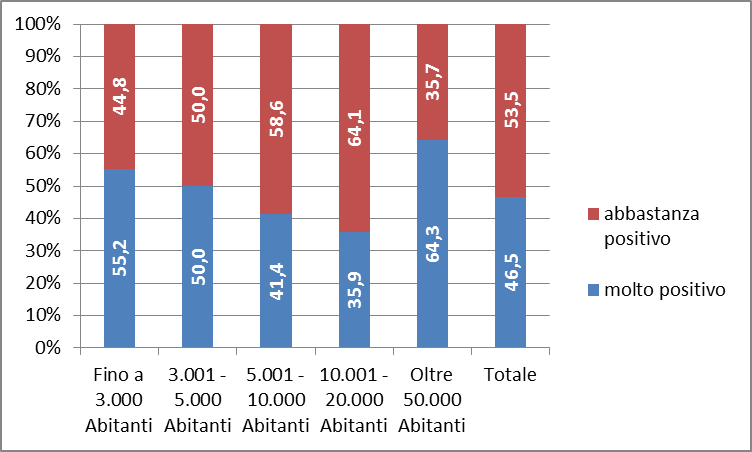 100%
90%
80%
70%
60%
50%
40%
30%
20%
10%
0%
44,8
50,0
58,6
64,1
35,7
53,5
55,2
50,0
41,4
35,9
64,3
46,5
Fino a
3.000
Abitanti
3.001 -
5.000
Abitanti
5.001 -
10.000
Abitanti
10.001 -
20.000
Abitanti
Oltre
50.000
Abitanti
Totale
abbastanza
positivo
molto positivo